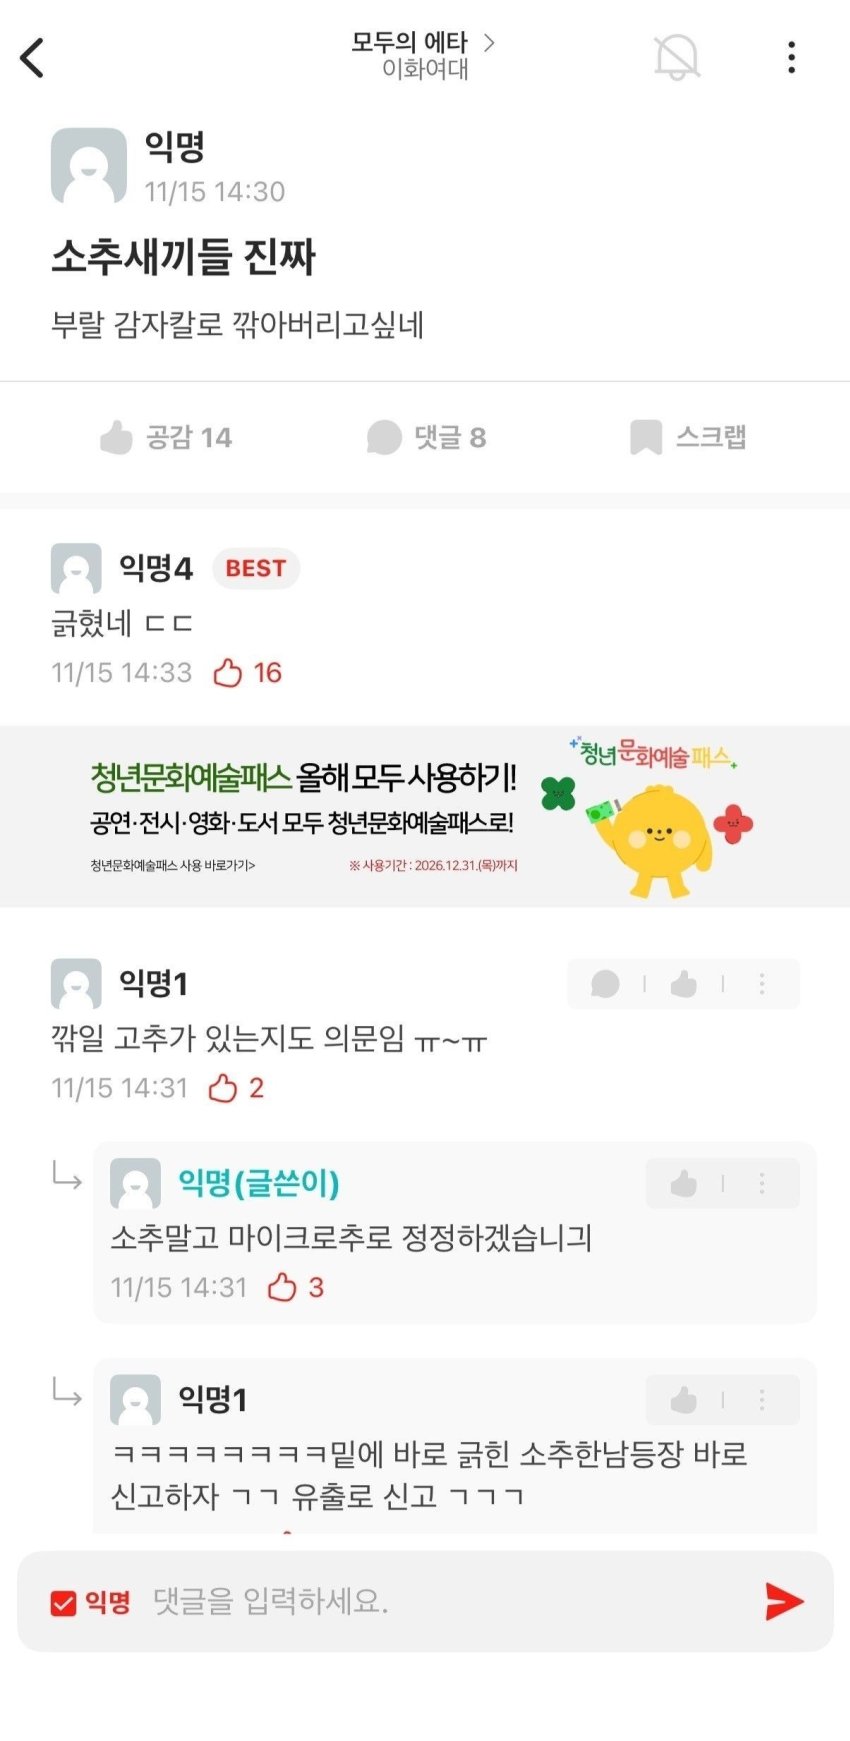 모두의 에타 >
이화여대
익명
11/15 14:30
소추새끼들 진짜
부랄 감자칼로 깎아버리고싶네
공감 14
댓글 8
스크랩
익명4 BEST
긁혔네 ㄷㄷ
11/15 14:33 16
청년문화예술패스 올해 모두 사용하기!
공연·전시·영화·도서 모두 청년문화예술패스로!
청년문화예술패스 사용 바로가기>
※ 사용기간 : 2026.12.31.(목)까지
청년문화예술패스
익명1
깎일 고추가 있는지도 의문임 ㅠ~ㅠ
11/15 14:31 2
익명(글쓴이)
소추말고 마이크로추로 정정하겠습니긔
11/15 14:31 3
익명1
ㅋㅋㅋㅋㅋㅋㅋㅋ밑에 바로 긁힌 소추한남등장 바로
신고하자 ㄱㄱ 유출로 신고 ㄱㄱㄱ
익명 댓글을 입력하세요.